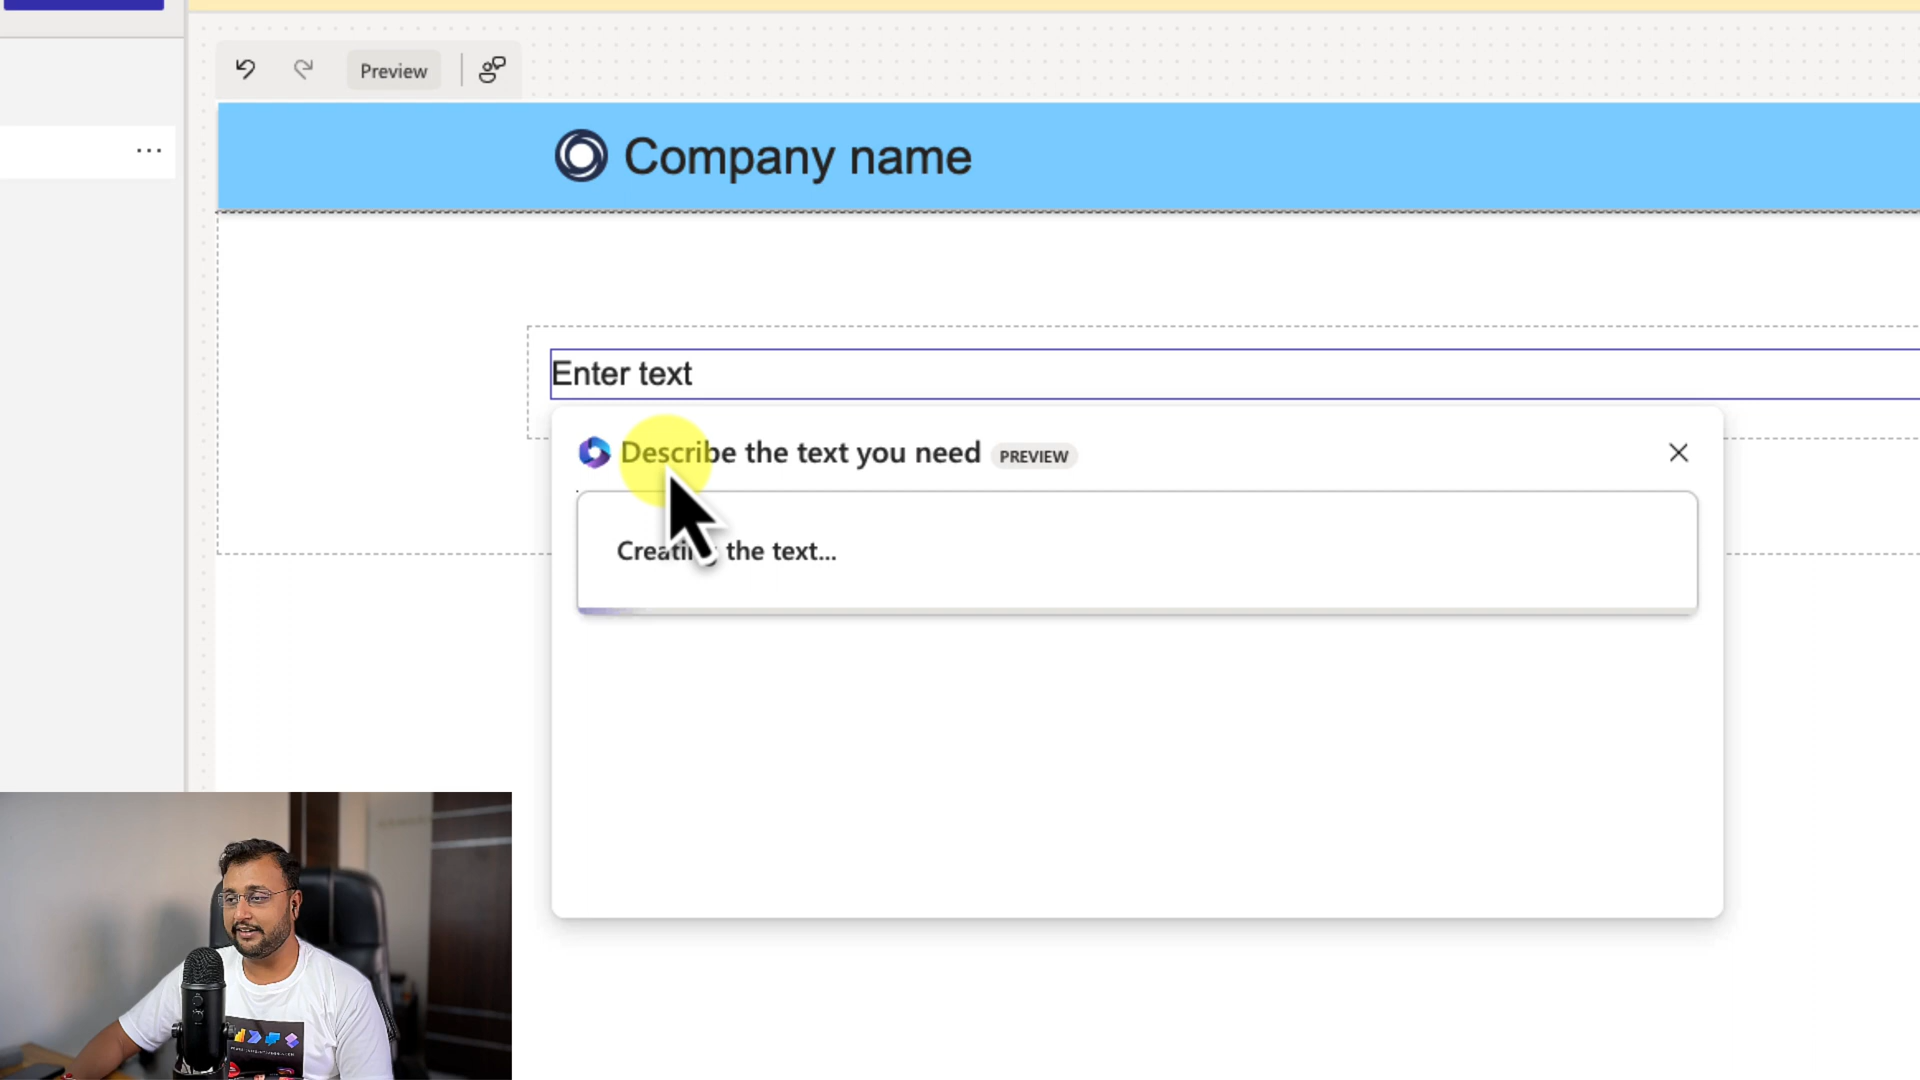 Preview
Company name
Enter text
Describe the text you need PREVIEW
the text...